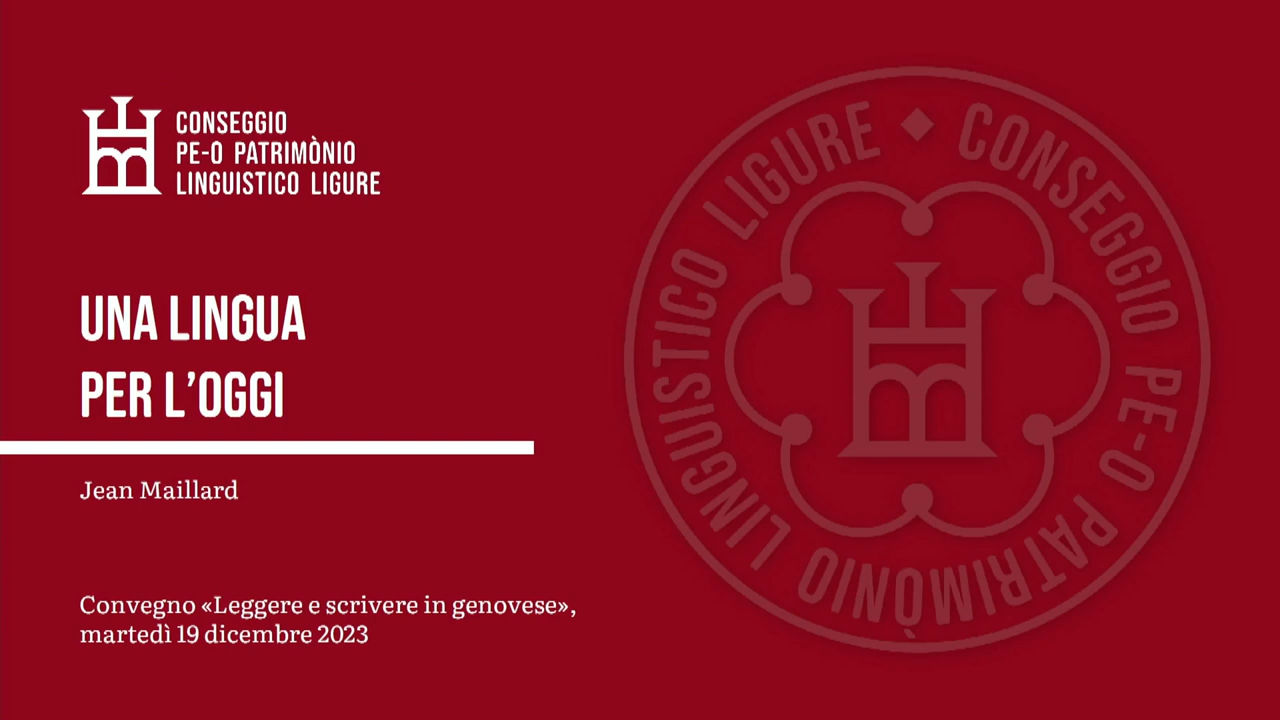 CONSEGGIO
PE-O PATRIMÒNIO
LINGUISTICO LIGURE
UNA LINGUA
PER L’OGGI
Jean Maillard
Convegno «Leggere e scrivere in genovese»,
martedì 19 dicembre 2023
CONSEGGIO PE-O PATRIMÒNIO LINGUISTICO LIGURE